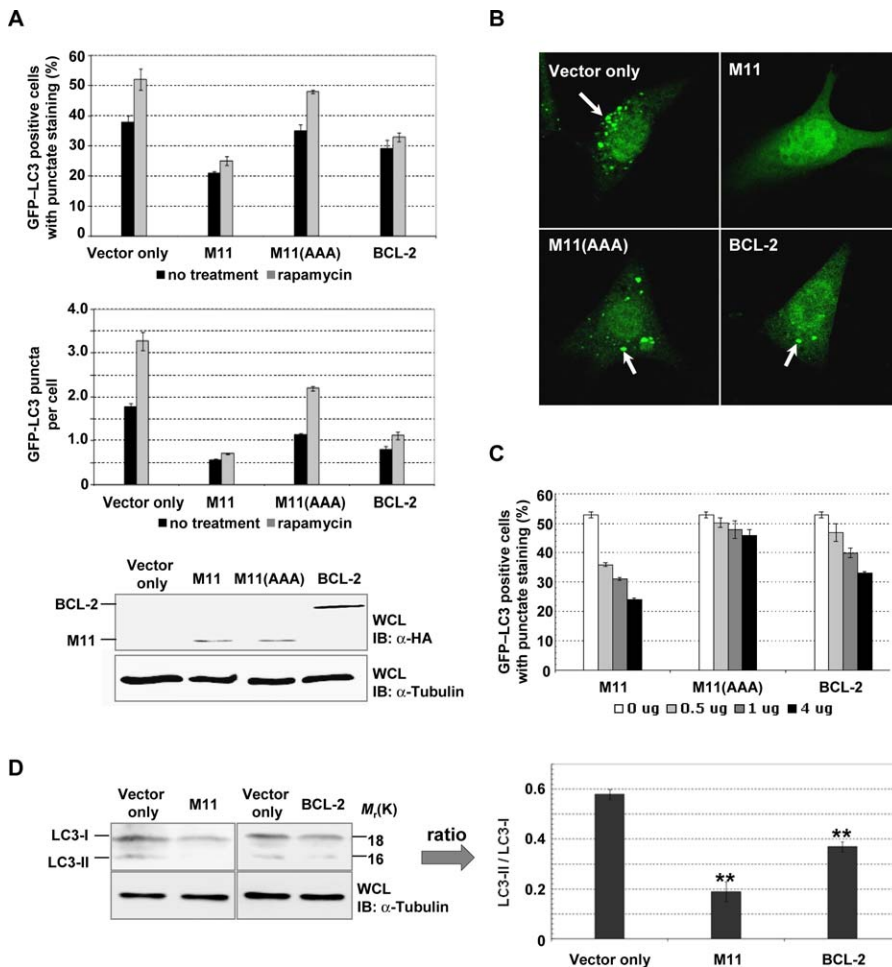 A
GFP–LC3 positive cells
with punctate staining (%)
60
50
40
30
20
10
0
Vector only M11 M11(AAA) BCL-2
no treatment rapamycin
GFP-LC3 puncta
per cell
4.0
3.0
2.0
1.0
0.0
Vector only M11 M11(AAA) BCL-2
no treatment rapamycin
Vector
only M11 M11(AAA) BCL-2
BCL-2
M11
WCL
IB: α-HA
WCL
IB: α-Tubulin
B
Vector only M11
M11(AAA) BCL-2
C
GFP–LC3 positive cells
with punctate staining (%)
60
50
40
30
20
10
0
M11 M11(AAA) BCL-2
0 ug 0.5 ug 1 ug 4 ug
D
Vector
only M11 Vector
only BCL-2 Mr(K)
LC3-I
LC3-II
18
16
WCL
IB: α-Tubulin
ratio
LC3-II / LC3-I
0.6
0.4
0.2
0
** **
Vector only M11 BCL-2